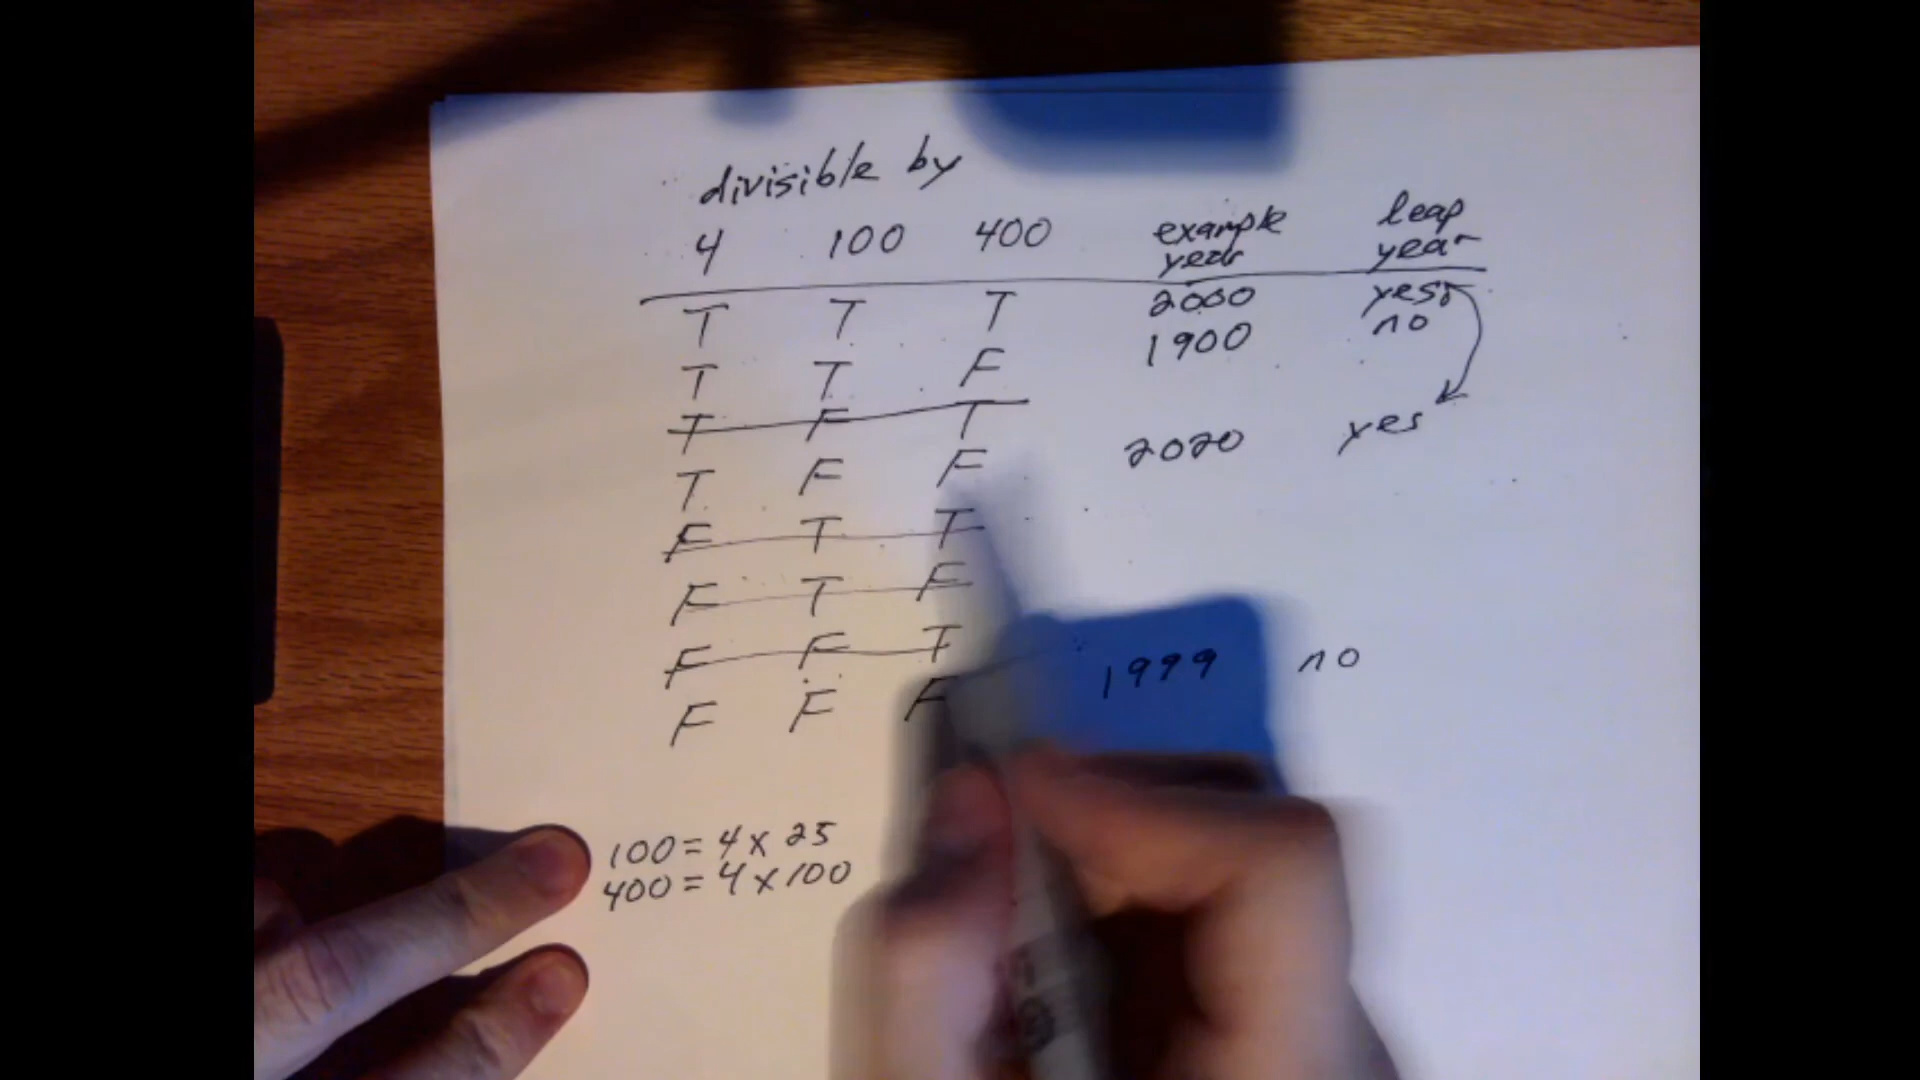 divisible by
4 100 400 example year leap year
T T T 2000 yes
T T F 1900 no
T F T
T F F 2020 yes
F T T
F T F
F F T
F F F 1999 no
100 = 4 x 25
400 = 4 x 100